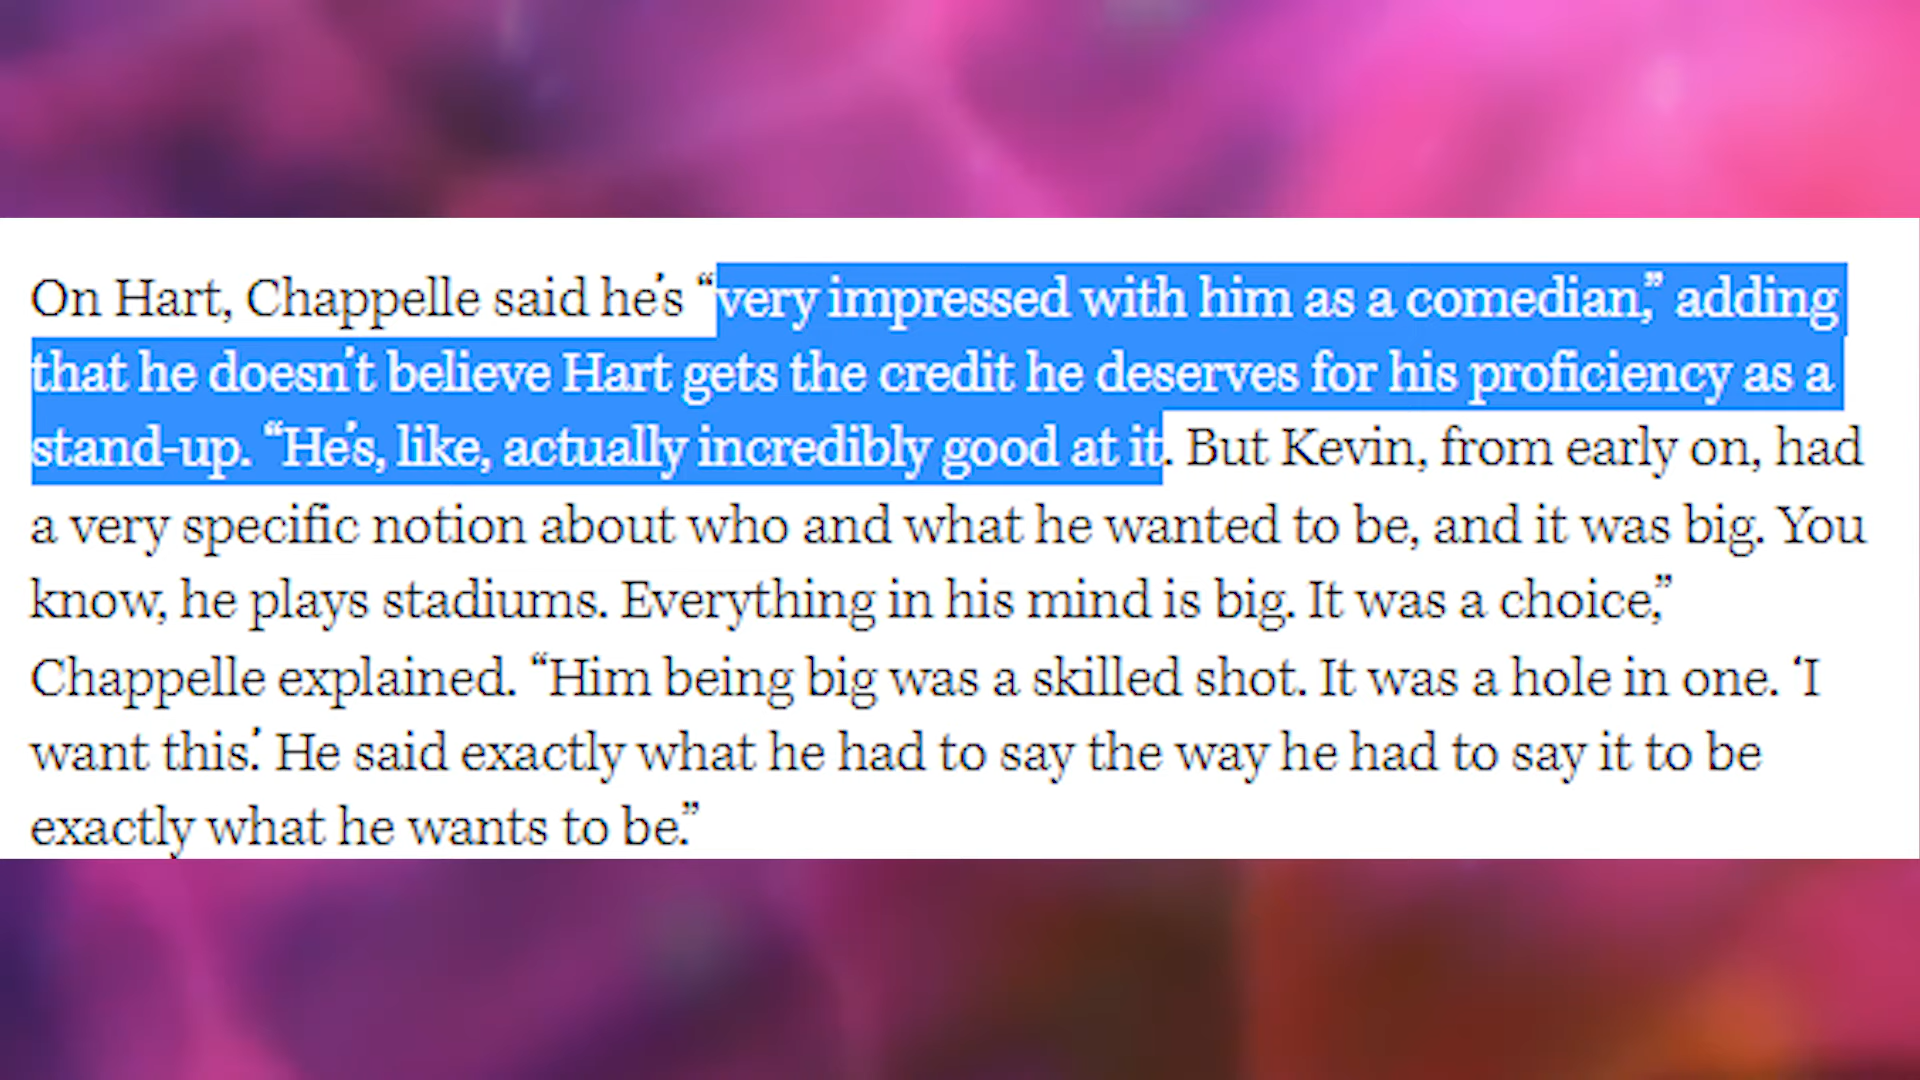 On Hart, Chappelle said he’s “very impressed with him as a comedian,” adding
that he doesn’t believe Hart gets the credit he deserves for his proficiency as a
stand-up. “He’s, like, actually incredibly good at it. But Kevin, from early on, had
a very specific notion about who and what he wanted to be, and it was big. You
know, he plays stadiums. Everything in his mind is big. It was a choice,”
Chappelle explained. “Him being big was a skilled shot. It was a hole in one. ‘I
want this.’ He said exactly what he had to say the way he had to say it to be
exactly what he wants to be.”